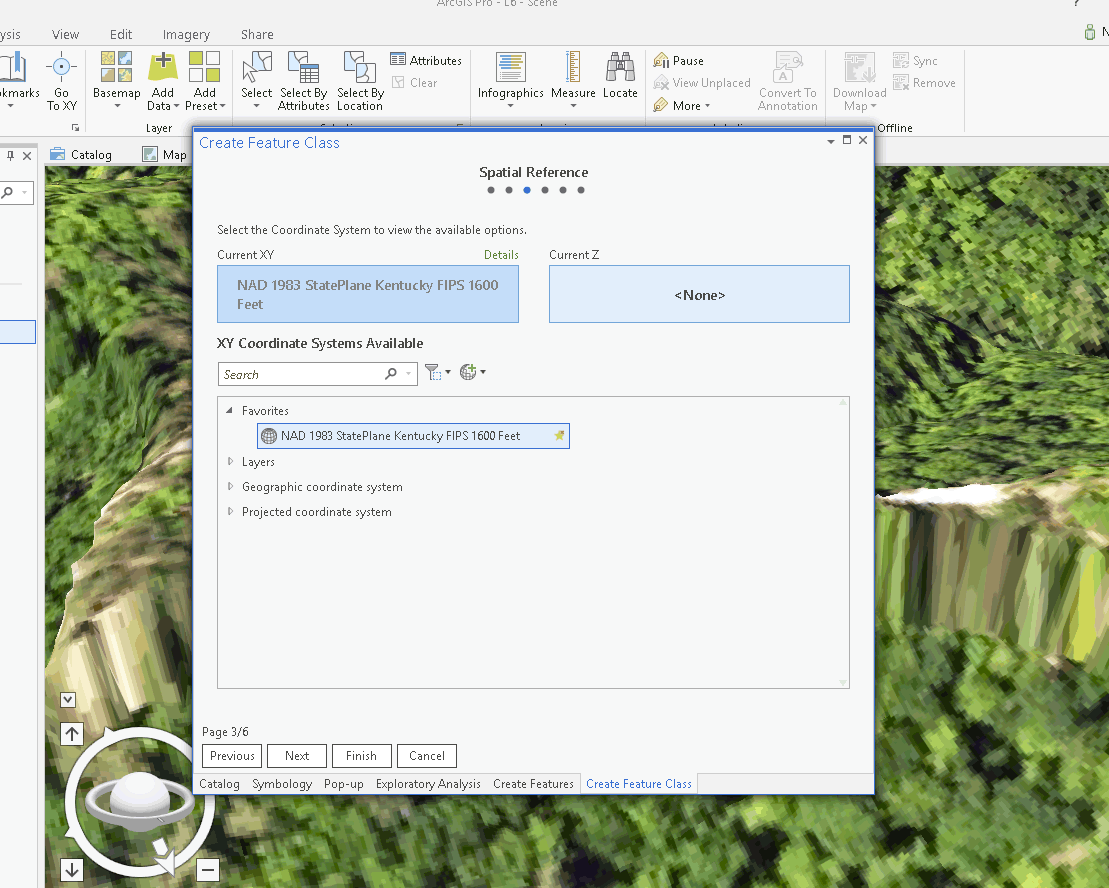 ArcGIS Pro - L6 - Scene
?
ysis View Edit Imagery Share
N
okmarks
Go
To XY
Basemap
Add
Data
Add
Preset
Select
Select By
Attributes
Select By
Location
Attributes
Clear
Infographics
Measure
Locate
Pause
View Unplaced
More
Convert To
Annotation
Download
Map
Sync
Remove
Layer
Offline
Catalog
Map
Create Feature Class
Spatial Reference
Select the Coordinate System to view the available options.
Current XY Details
Current Z
NAD 1983 StatePlane Kentucky FIPS 1600
Feet
<None>
XY Coordinate Systems Available
Search
Favorites
NAD 1983 StatePlane Kentucky FIPS 1600 Feet
Layers
Geographic coordinate system
Projected coordinate system
Page 3/6
Previous Next Finish Cancel
Catalog Symbology Pop-up Exploratory Analysis Create Features Create Feature Class